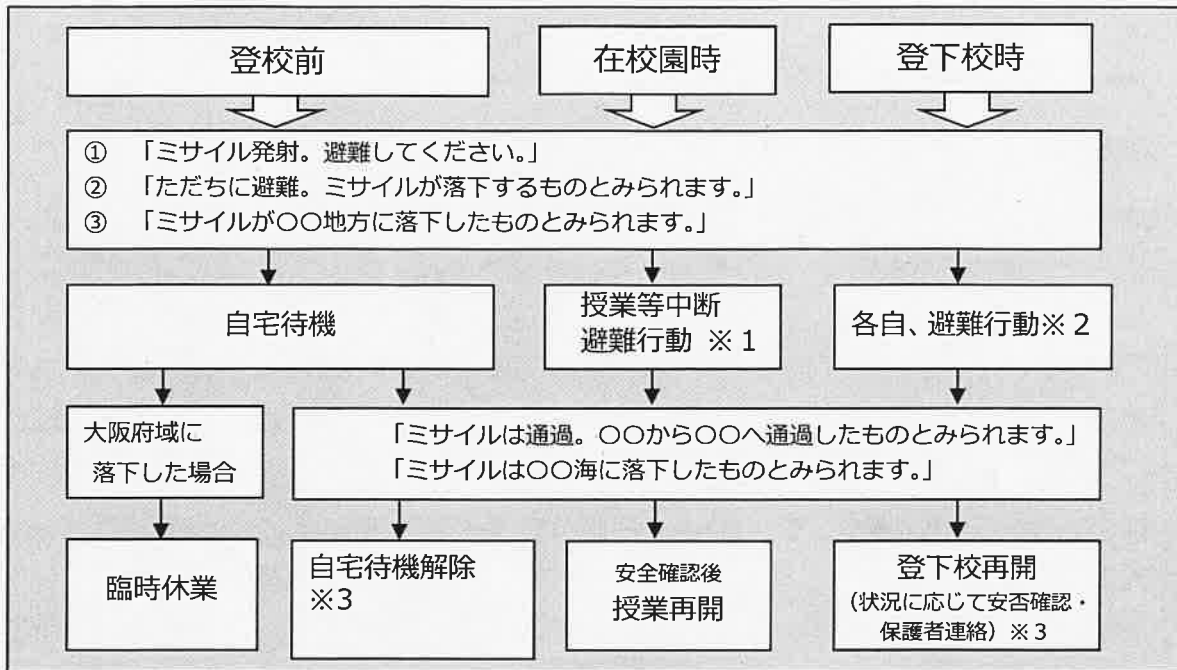 登校前
在校園時
登下校時
① 「ミサイル発射。避難してください。」
② 「ただちに避難。ミサイルが落下するものとみられます。」
③ 「ミサイルが〇〇地方に落下したものとみられます。」
自宅待機
授業等中断
避難行動 ※1
各自、避難行動※2
大阪府域に
落下した場合
「ミサイルは通過。〇〇から〇〇へ通過したものとみられます。」
「ミサイルは〇〇海に落下したものとみられます。」
臨時休業
自宅待機解除
※3
安全確認後
授業再開
登下校再開
（状況に応じて安否確認・
保護者連絡）※3